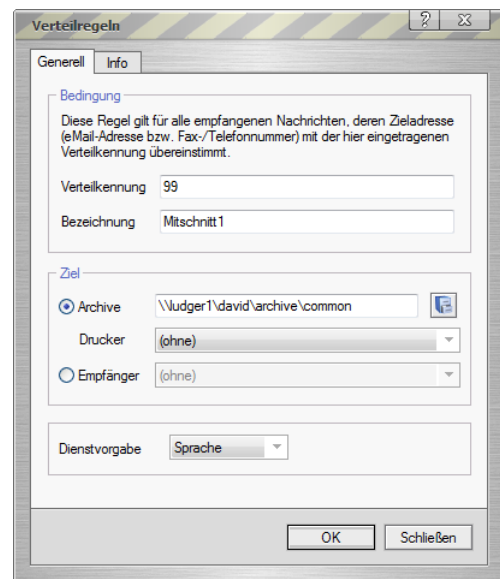 Verteilregeln
Generell Info
Bedingung
Diese Regel gilt für alle empfangenen Nachrichten, deren Zieladresse
(eMail-Adresse bzw. Fax-/Telefonnummer) mit der hier eingetragenen
Verteilkennung übereinstimmt.
Verteilkennung 99
Bezeichnung Mitschnitt1
Ziel
Archive \\ludger1\david\archive\common
Drucker (ohne)
Empfänger (ohne)
Dienstvorgabe Sprache
OK Schließen